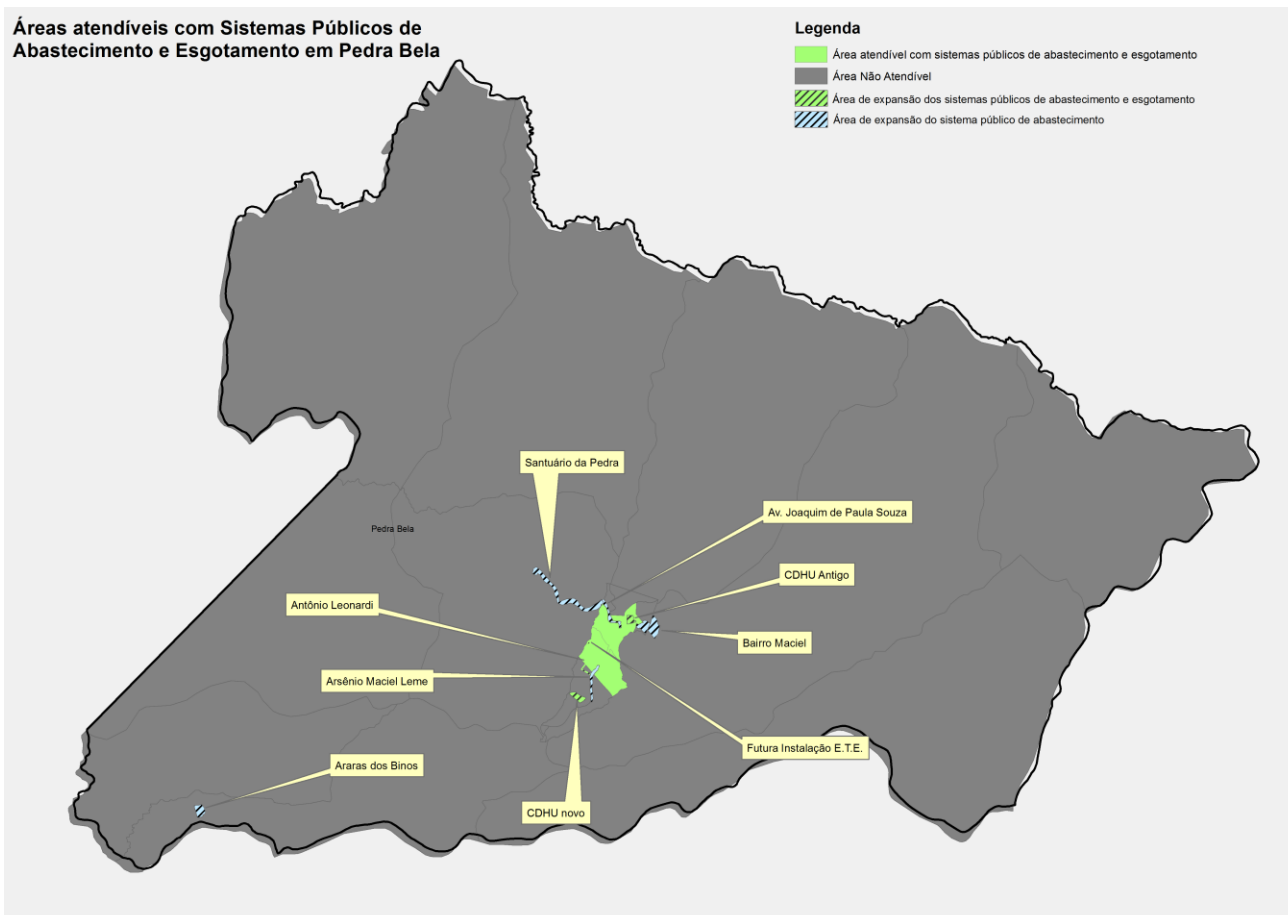 Áreas atendíveis com Sistemas Públicos de
Abastecimento e Esgotamento em Pedra Bela
Legenda
Área atendível com sistemas públicos de abastecimento e esgotamento
Área Não Atendível
Área de expansão dos sistemas públicos de abastecimento e esgotamento
Área de expansão do sistema público de abastecimento
Santuário da Pedra
Av. Joaquim de Paula Souza
Pedra Bela
CDHU Antigo
Antônio Leonardi
Bairro Maciel
Arsênio Maciel Leme
Futura Instalação E.T.E.
Araras dos Binos
CDHU novo